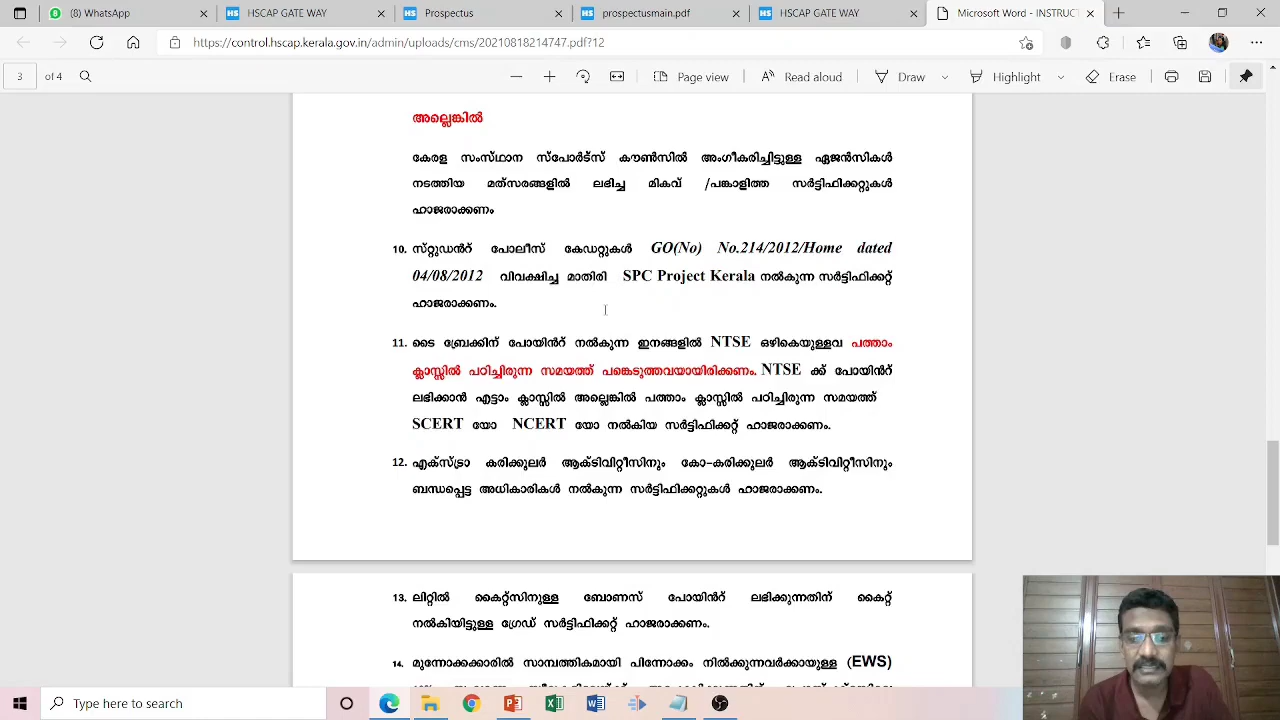 (8) WhatsApp
HSCAP GATE WAY
Prospectus
prospectus_main.pdf
HSCAP GATE WAY
Microsoft Word - INSTRUC
https://control.hscap.kerala.gov.in/admin/uploads/cms/20210818214747.pdf?12
3 of 4
Page view
Read aloud
Draw
Highlight
Erase
അല്ലെങ്കിൽ
കേരള സംസ്ഥാന സ്പോർട്സ് കൗൺസിൽ അംഗീകരിച്ചിട്ടുള്ള ഏജൻസികൾ
നടത്തിയ മത്സരങ്ങളിൽ ലഭിച്ച മികവ് /പങ്കാളിത്ത സർട്ടിഫിക്കറ്റുകൾ
ഹാജരാക്കണം
10. സ്റ്റുഡൻറ് പോലീസ് കേഡറ്റുകൾ GO(No) No.214/2012/Home dated
04/08/2012 വിവക്ഷിച്ച മാതിരി SPC Project Kerala നൽകുന്ന സർട്ടിഫിക്കറ്റ്
ഹാജരാക്കണം.
11. ടൈ ബ്രേക്കിന് പോയിൻറ് നൽകുന്ന ഇനങ്ങളിൽ NTSE ഒഴികെയുള്ളവ പത്താം
ക്ലാസ്സിൽ പഠിച്ചിരുന്ന സമയത്ത് പങ്കെടുത്തവയായിരിക്കണം. NTSE ക്ക് പോയിൻറ്
ലഭിക്കാൻ എട്ടാം ക്ലാസ്സിൽ അല്ലെങ്കിൽ പത്താം ക്ലാസ്സിൽ പഠിച്ചിരുന്ന സമയത്ത്
SCERT യോ NCERT യോ നൽകിയ സർട്ടിഫിക്കറ്റ് ഹാജരാക്കണം.
12. എക്സ്ട്രാ കരിക്കുലർ ആക്ടിവിറ്റീസിനും കോ-കരിക്കുലർ ആക്ടിവിറ്റീസിനും
ബന്ധപ്പെട്ട അധികാരികൾ നൽകുന്ന സർട്ടിഫിക്കറ്റുകൾ ഹാജരാക്കണം.
13. ലിറ്റിൽ കൈറ്റ്സിനുള്ള ബോണസ് പോയിൻറ് ലഭിക്കുന്നതിന് കൈറ്റ്
നൽകിയിട്ടുള്ള ഗ്രേഡ് സർട്ടിഫിക്കറ്റ് ഹാജരാക്കണം.
14. മുന്നോക്കക്കാരിൽ സാമ്പത്തികമായി പിന്നോക്കം നിൽക്കുന്നവർക്കായുള്ള (EWS)
Type here to search